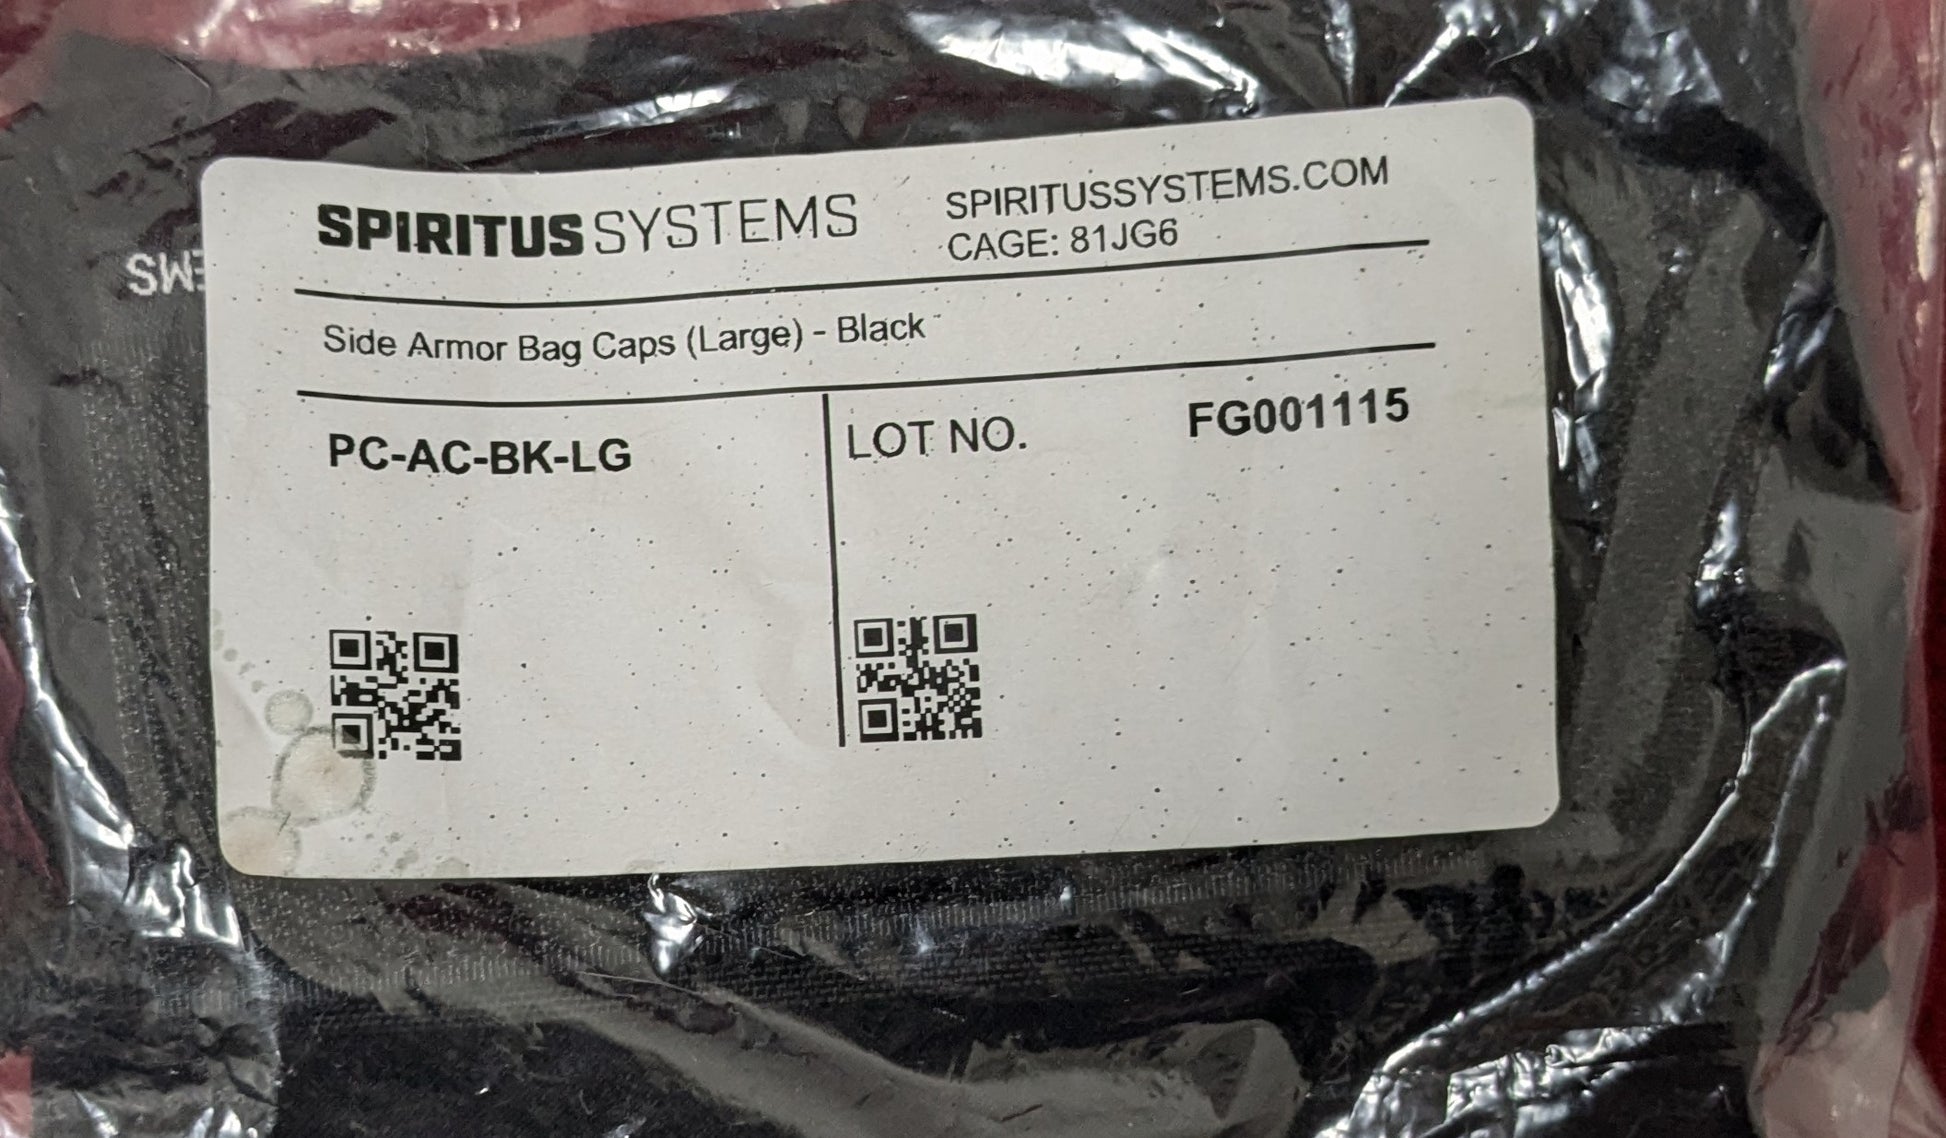 SPIRITUS SYSTEMS
SPIRITUSSYSTEMS.COM
CAGE: 81JG6
Side Armor Bag Caps (Large) - Black
PC-AC-BK-LG
LOT NO. FG001115